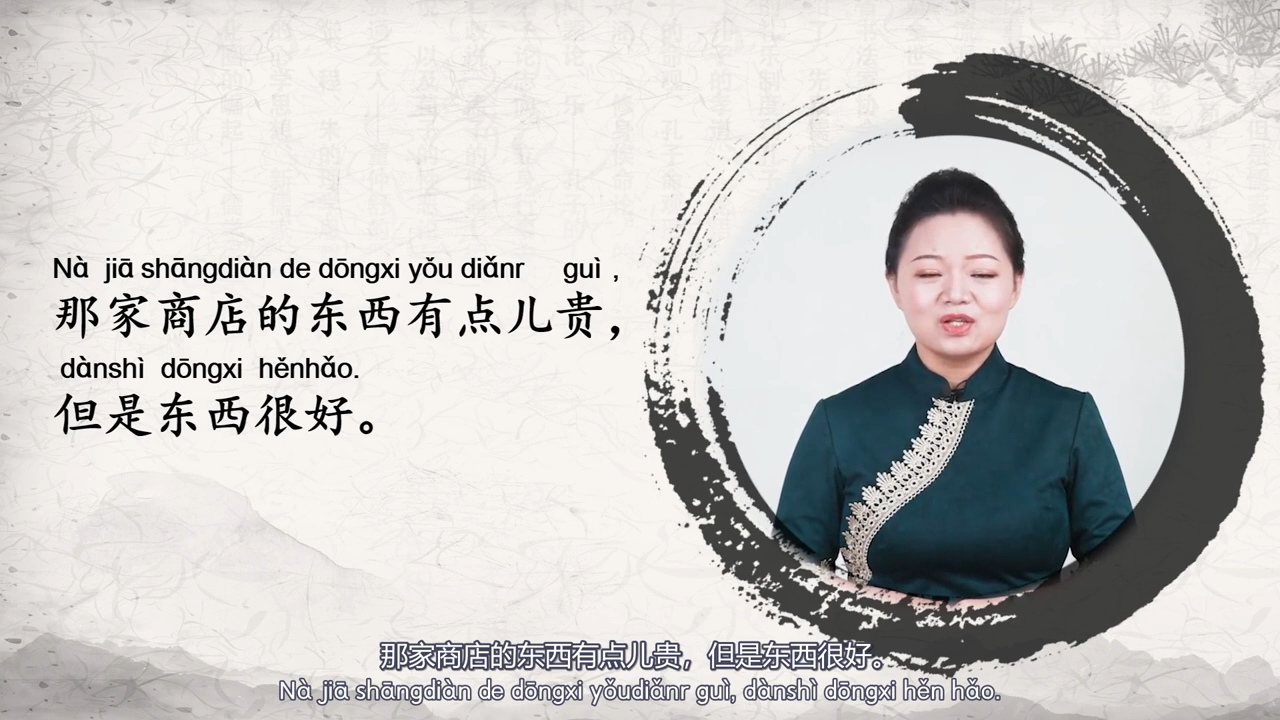 Nà jiā shāngdiàn de dōngxi yǒu diǎnr guì ,
那家商店的东西有点儿贵，
dànshì dōngxi hěnhǎo.
但是东西很好。
那家商店的东西有点儿贵，但是东西很好。
Nà jiā shāngdiàn de dōngxi yǒudiǎnr guì, dànshì dōngxi hěn hǎo.